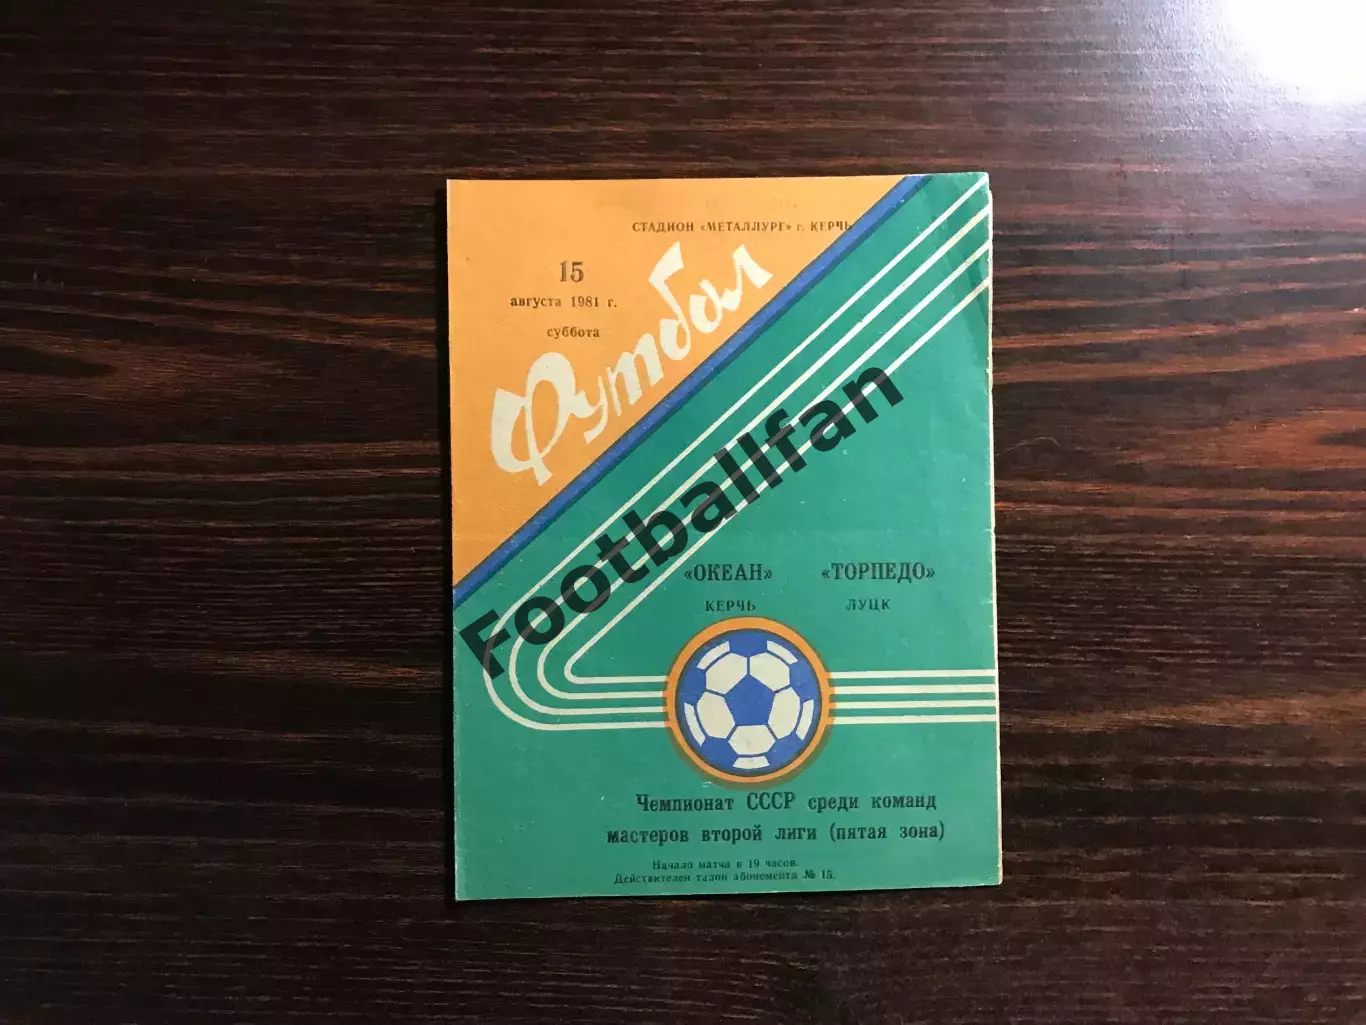 СТАДИОН «МЕТАЛЛУРГ» г. КЕРЧЬ
15
августа 1981 г.
суббота
Футбол
Footballfan
«ОКЕАН» «ТОРПЕДО»
КЕРЧЬ ЛУЦК
Чемпионат СССР среди команд
мастеров второй лиги (пятая зона)
Начало матча в 19 часов.
Действителен талон абонемента № 15.